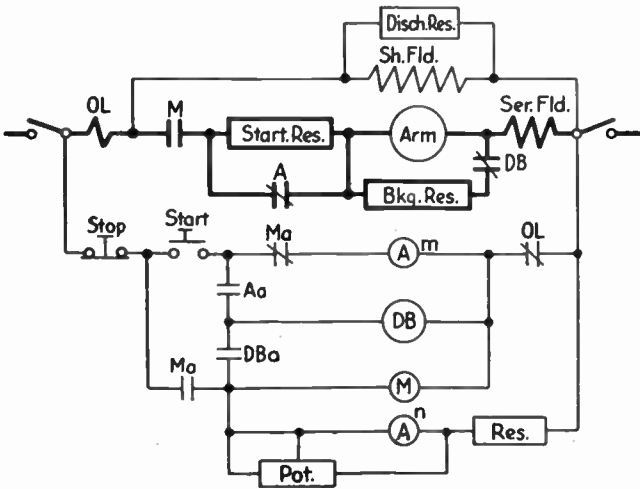 Disch.Res.
Sh.Fld.
OL
M
Start.Res.
Arm
Ser.Fld.
A
Bkg.Res.
DB
Stop
Start
Ma
A m
OL
Aa
DB
DBa
Ma
M
A n
Res.
Pot.